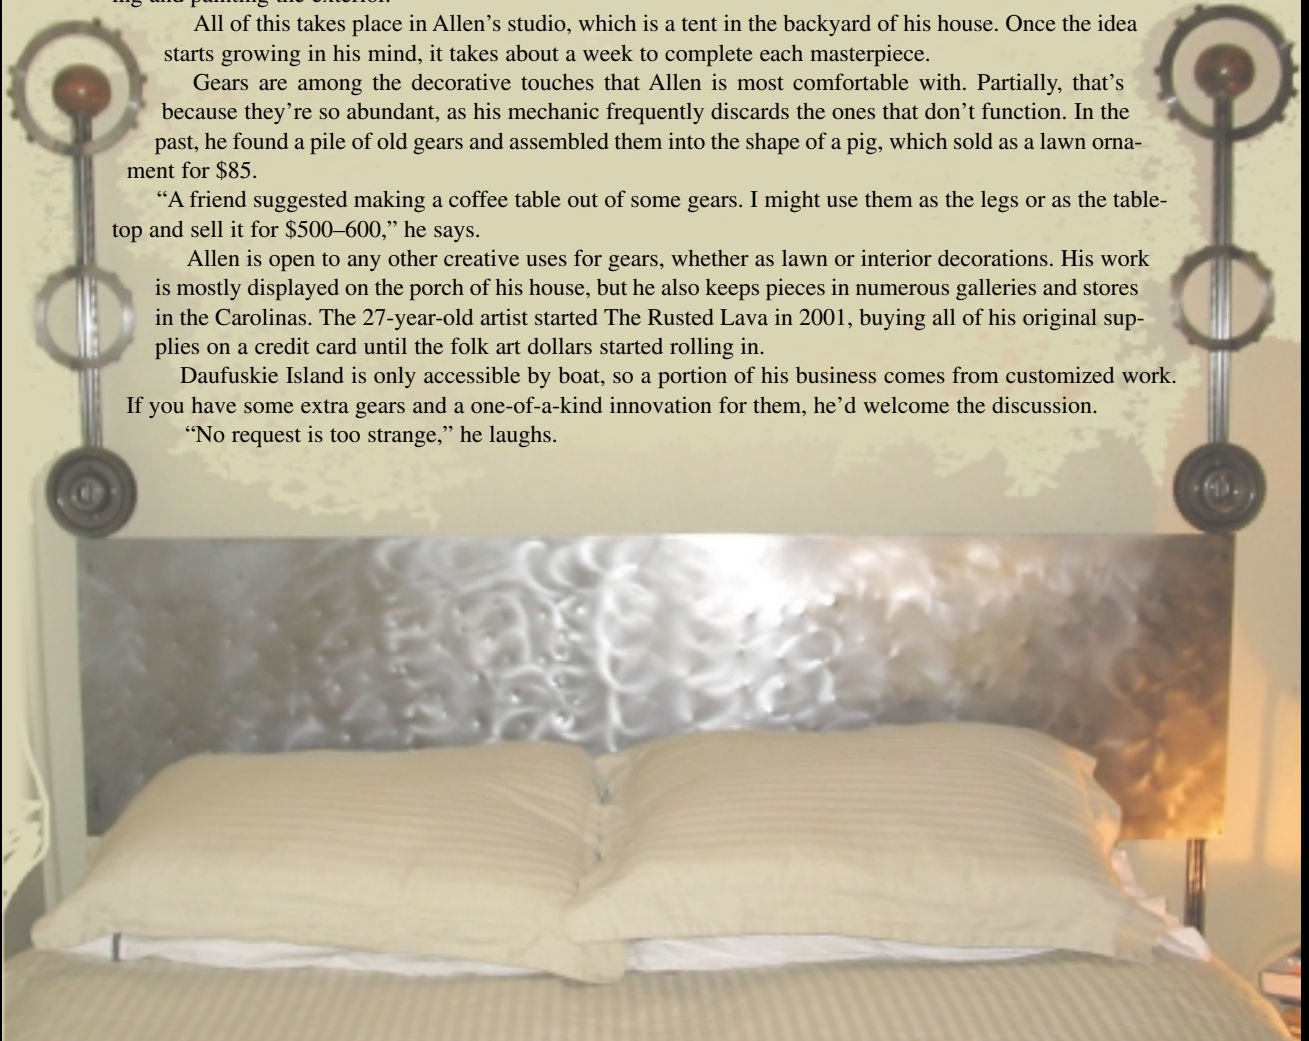 ing and painting the exterior.
All of this takes place in Allen’s studio, which is a tent in the backyard of his house. Once the idea
starts growing in his mind, it takes about a week to complete each masterpiece.
Gears are among the decorative touches that Allen is most comfortable with. Partially, that’s
because they’re so abundant, as his mechanic frequently discards the ones that don’t function. In the
past, he found a pile of old gears and assembled them into the shape of a pig, which sold as a lawn orna-
ment for $85.
“A friend suggested making a coffee table out of some gears. I might use them as the legs or as the table-
top and sell it for $500–600,” he says.
Allen is open to any other creative uses for gears, whether as lawn or interior decorations. His work
is mostly displayed on the porch of his house, but he also keeps pieces in numerous galleries and stores
in the Carolinas. The 27-year-old artist started The Rusted Lava in 2001, buying all of his original sup-
plies on a credit card until the folk art dollars started rolling in.
Daufuskie Island is only accessible by boat, so a portion of his business comes from customized work.
If you have some extra gears and a one-of-a-kind innovation for them, he’d welcome the discussion.
“No request is too strange,” he laughs.